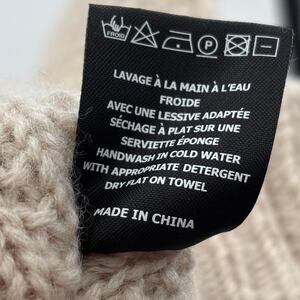 FROID
P
LAVAGE À LA MAIN À L'EAU
FROIDE
AVEC UNE LESSIVE ADAPTÉE
SÉCHAGE À PLAT SUR UNE
SERVIETTE ÉPONGE
HANDWASH IN COLD WATER
WITH APPROPRIATE DETERGENT
DRY FLAT ON TOWEL
MADE IN CHINA